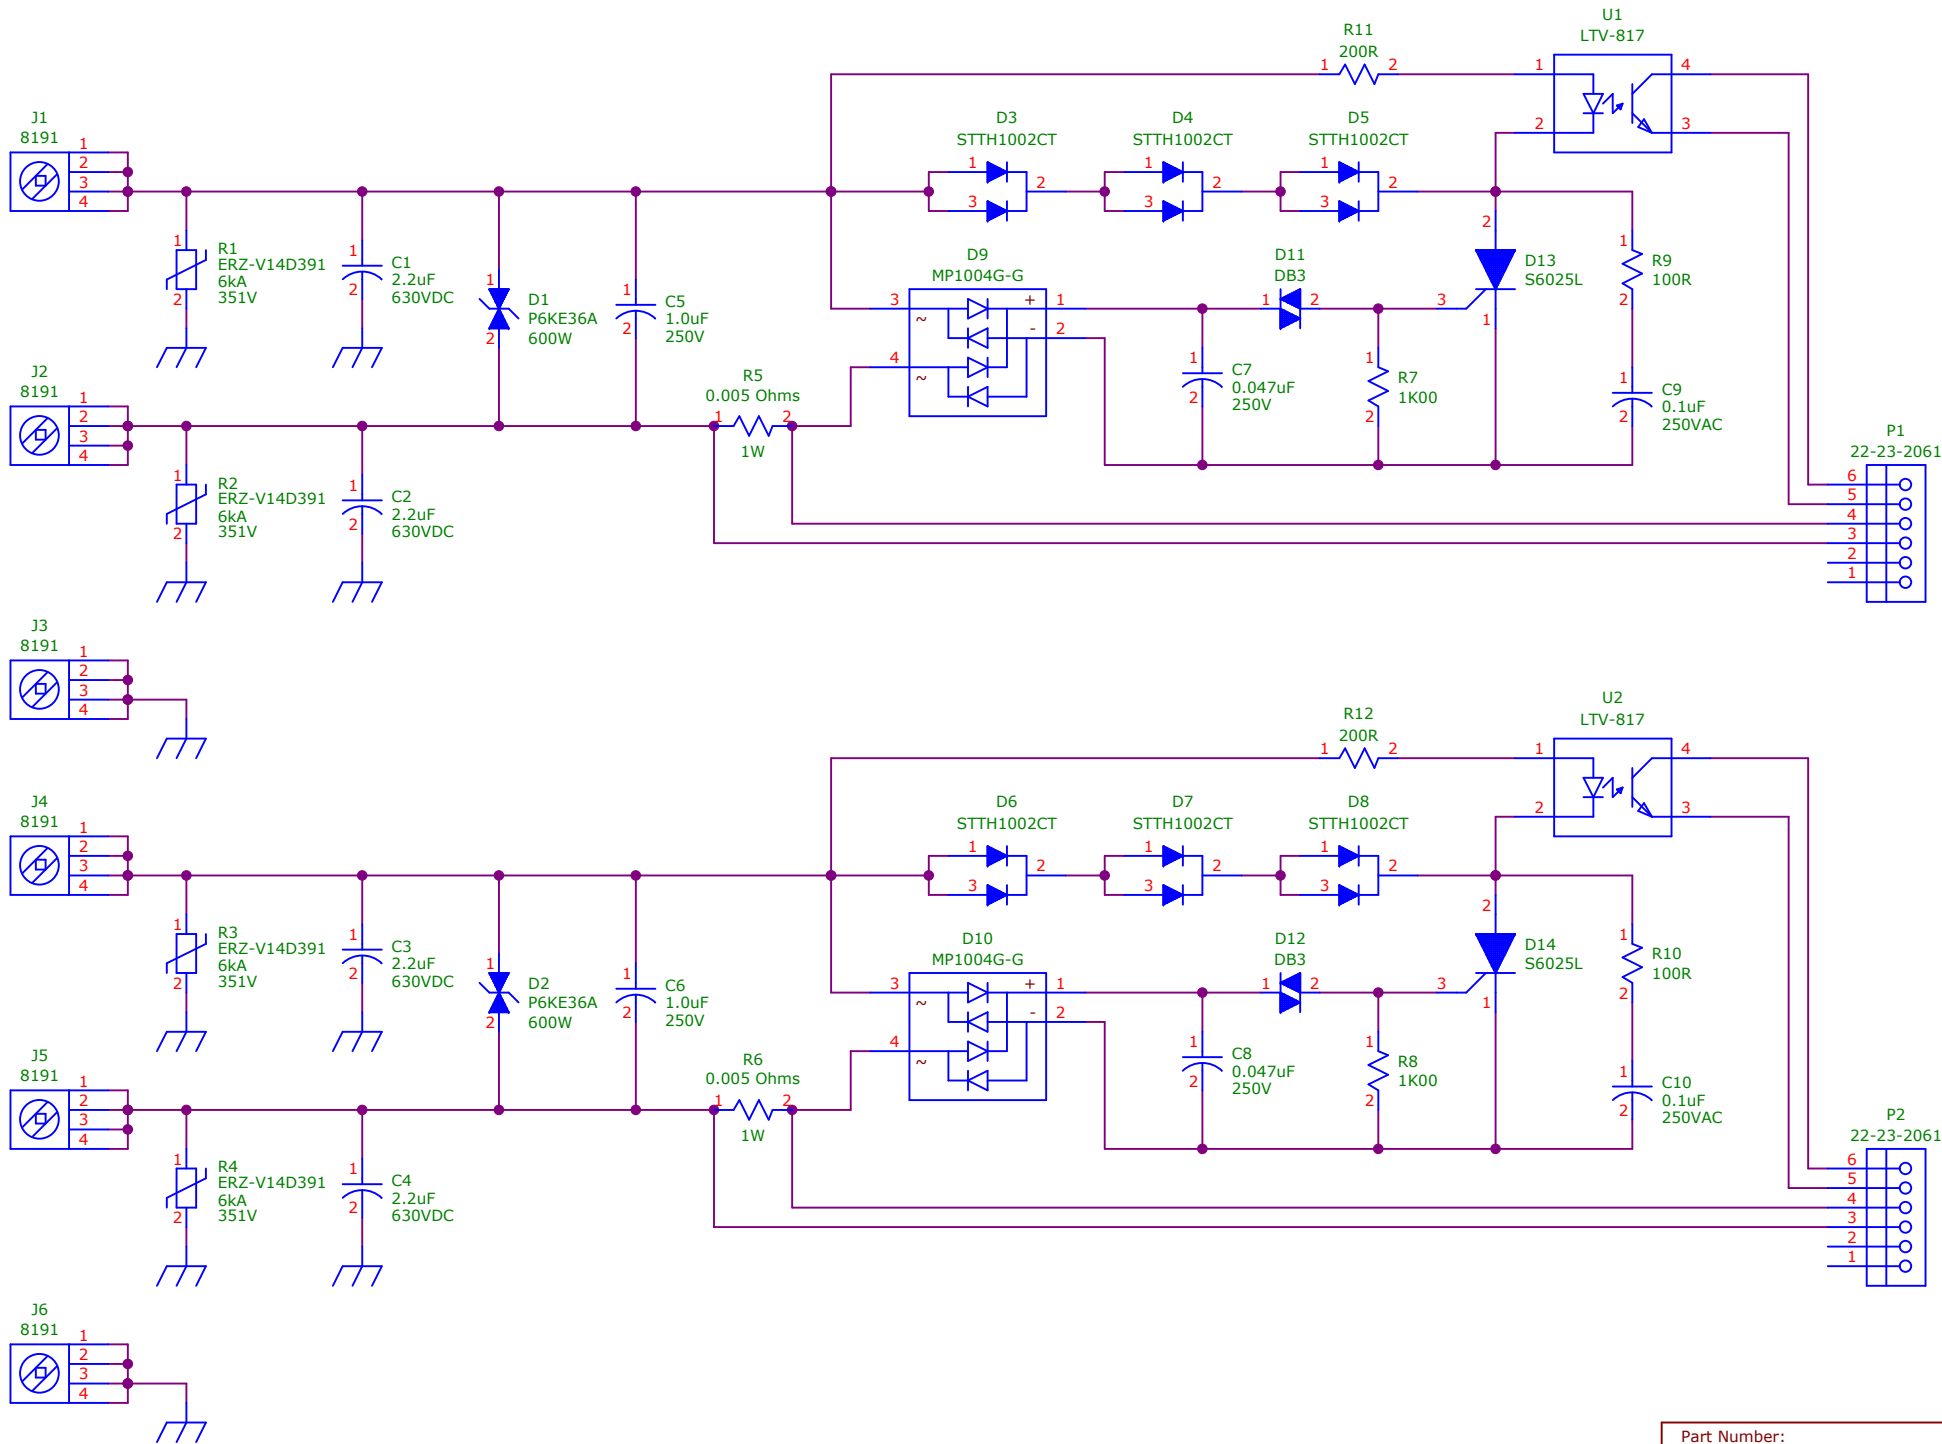 U1
LTV-817
R11
200R
1
2
1
4
2
3
J1
8191
1
2
3
4
D3
STTH1002CT
1
3
2
D4
STTH1002CT
1
3
2
D5
STTH1002CT
1
3
2
1
2
R1
ERZ-V14D391
6kA
351V
1
2
C1
2.2uF
630VDC
1
2
D1
P6KE36A
600W
1
2
C5
1.0uF
250V
D9
MP1004G-G
3
4
1
2
+
-
~
~
D11
DB3
1
2
2
3
1
D13
S6025L
1
2
R9
100R
J2
8191
1
2
3
4
R5
0.005 Ohms
1
2
1W
1
2
C7
0.047uF
250V
1
2
R7
1K00
1
2
C9
0.1uF
250VAC
1
2
R2
ERZ-V14D391
6kA
351V
1
2
C2
2.2uF
630VDC
P1
22-23-2061
6
5
4
3
2
1
J3
8191
1
2
3
4
U2
LTV-817
R12
200R
1
2
1
4
2
3
J4
8191
1
2
3
4
D6
STTH1002CT
1
3
2
D7
STTH1002CT
1
3
2
D8
STTH1002CT
1
3
2
1
2
R3
ERZ-V14D391
6kA
351V
1
2
C3
2.2uF
630VDC
1
2
D2
P6KE36A
600W
1
2
C6
1.0uF
250V
D10
MP1004G-G
3
4
1
2
+
-
~
~
D12
DB3
1
2
2
3
1
D14
S6025L
1
2
R10
100R
J5
8191
1
2
3
4
R6
0.005 Ohms
1
2
1W
1
2
C8
0.047uF
250V
1
2
R8
1K00
1
2
C10
0.1uF
250VAC
1
2
R4
ERZ-V14D391
6kA
351V
1
2
C4
2.2uF
630VDC
P2
22-23-2061
6
5
4
3
2
1
J6
8191
1
2
3
4
Part Number: